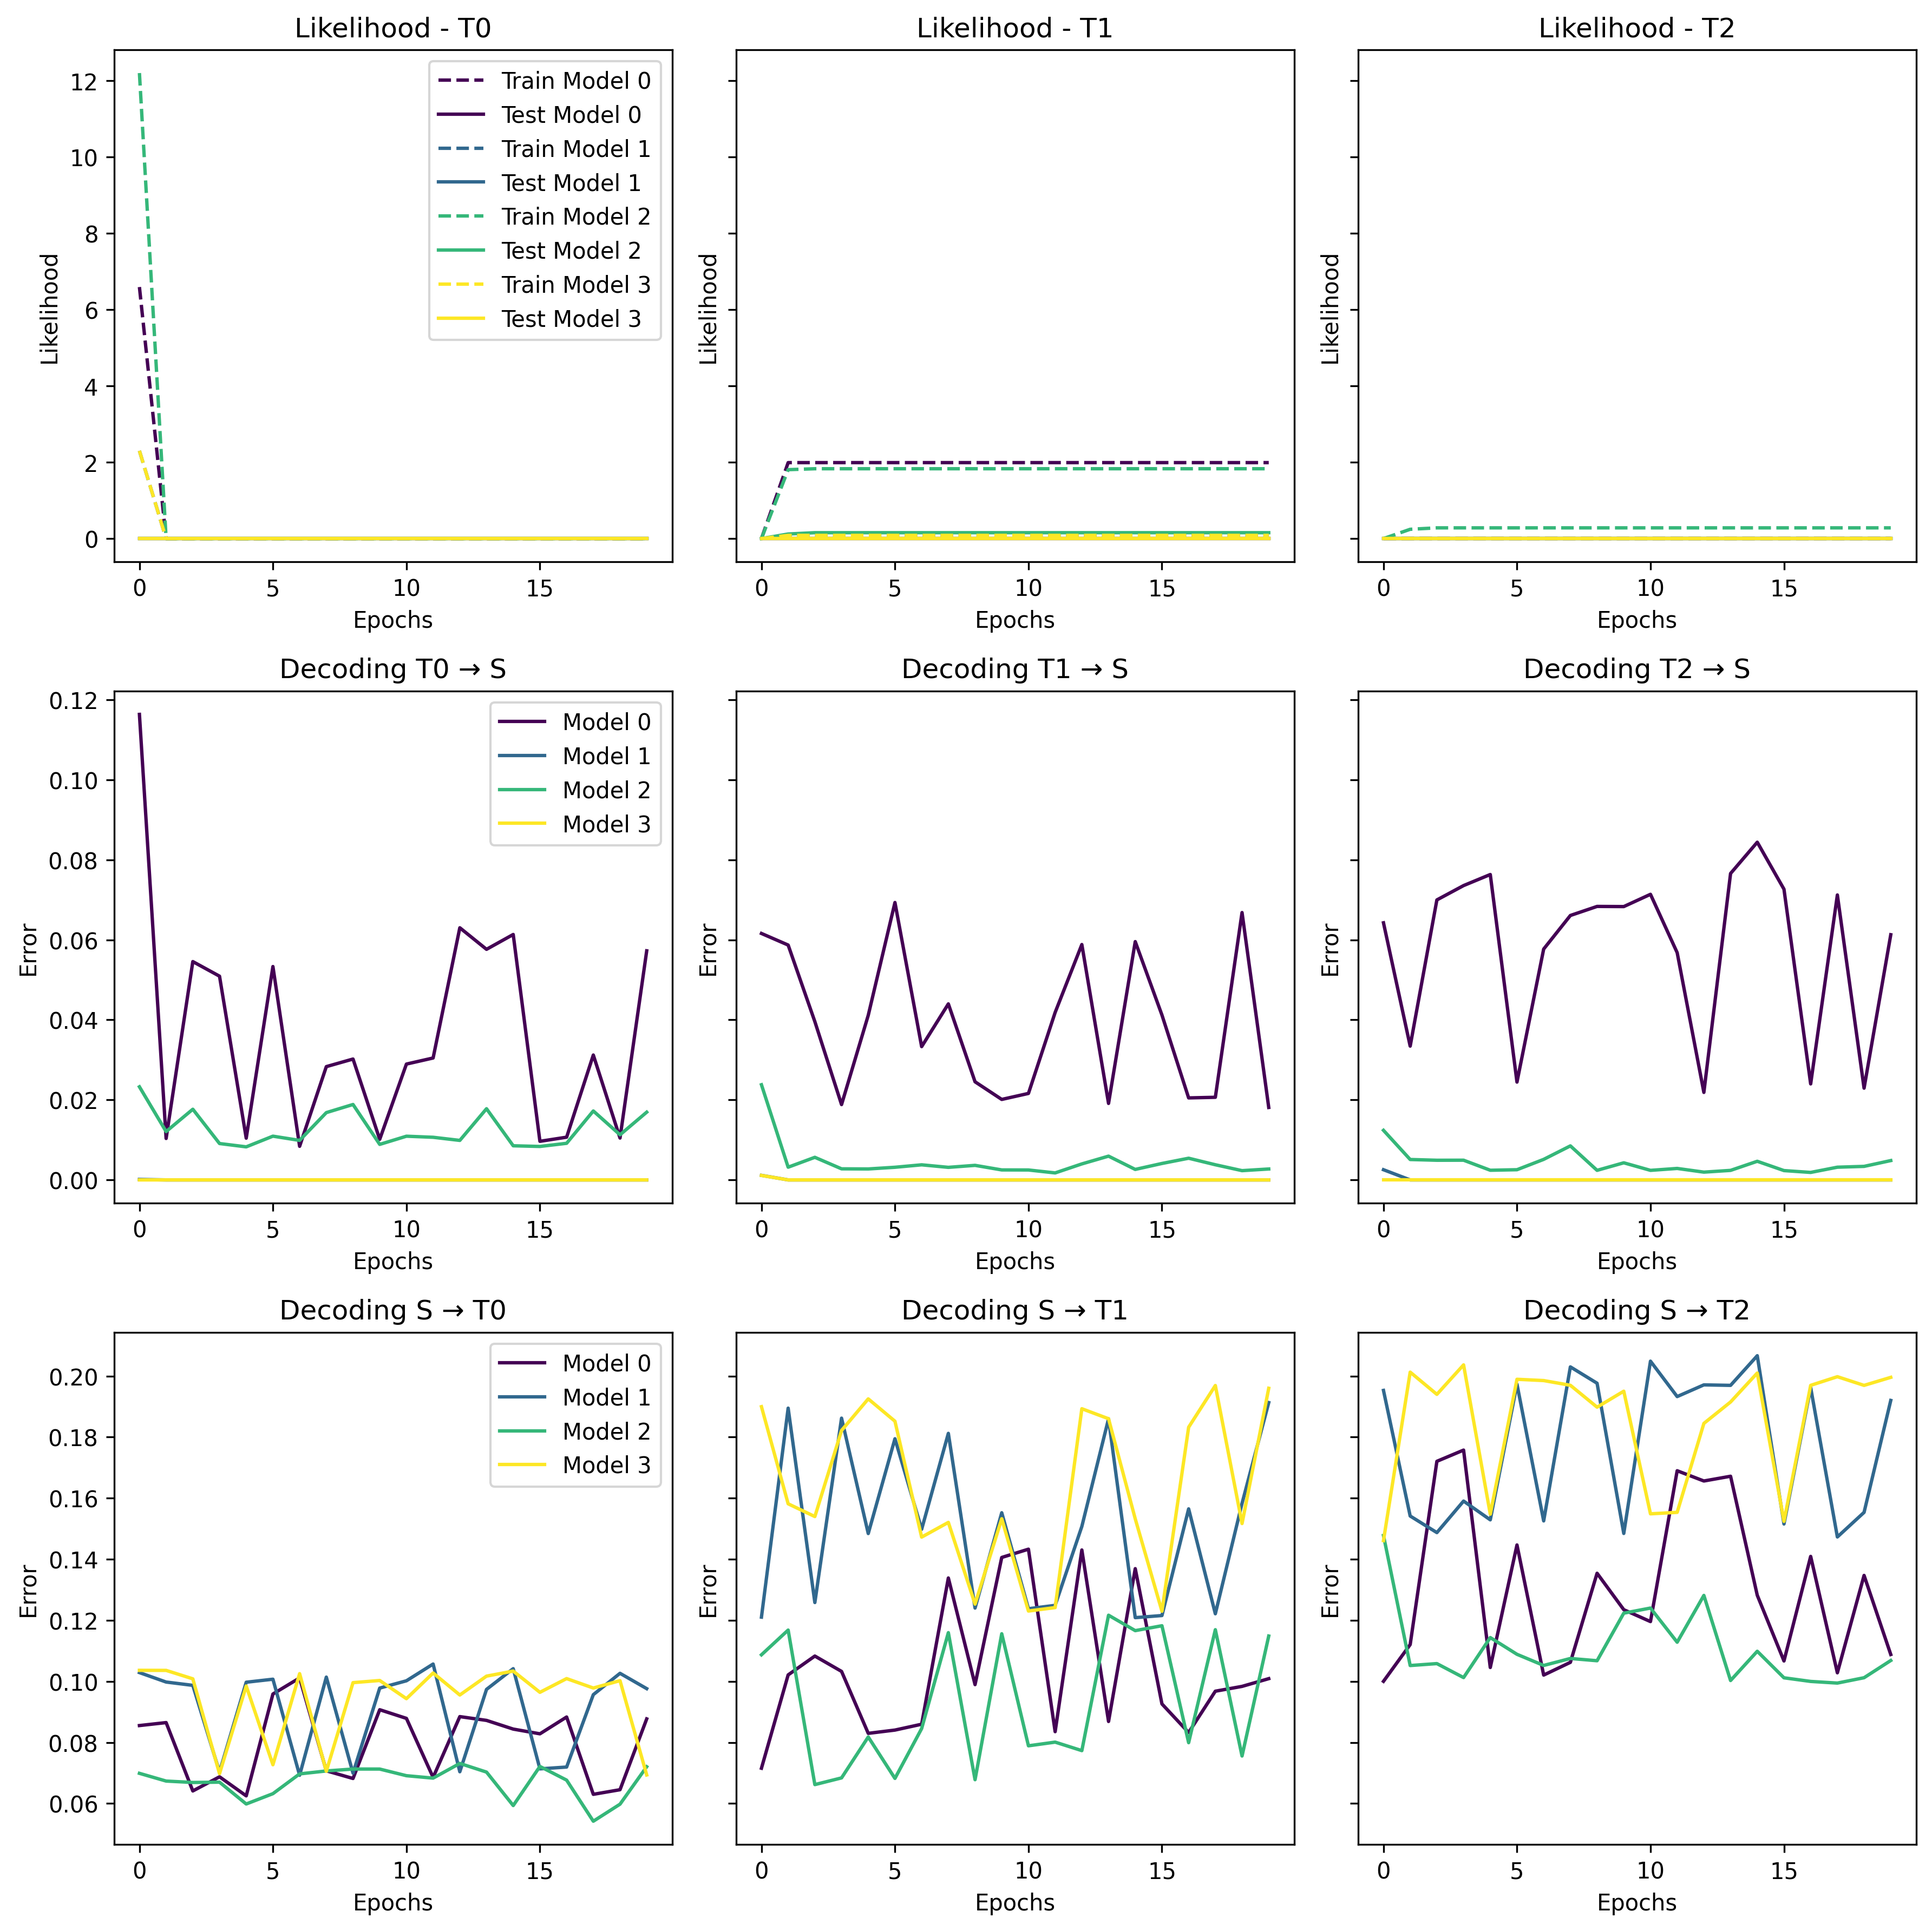 Likelihood - T0
Likelihood
12
10
8
6
4
2
0
0 5 10 15
Epochs
Train Model 0
Test Model 0
Train Model 1
Test Model 1
Train Model 2
Test Model 2
Train Model 3
Test Model 3
Likelihood - T1
Likelihood
0 5 10 15
Epochs
Likelihood - T2
Likelihood
0 5 10 15
Epochs
Decoding T0 → S
Error
0.12
0.10
0.08
0.06
0.04
0.02
0.00
0 5 10 15
Epochs
Model 0
Model 1
Model 2
Model 3
Decoding T1 → S
Error
0 5 10 15
Epochs
Decoding T2 → S
Error
0 5 10 15
Epochs
Decoding S → T0
Error
0.20
0.18
0.16
0.14
0.12
0.10
0.08
0.06
0 5 10 15
Epochs
Model 0
Model 1
Model 2
Model 3
Decoding S → T1
Error
0 5 10 15
Epochs
Decoding S → T2
Error
0 5 10 15
Epochs